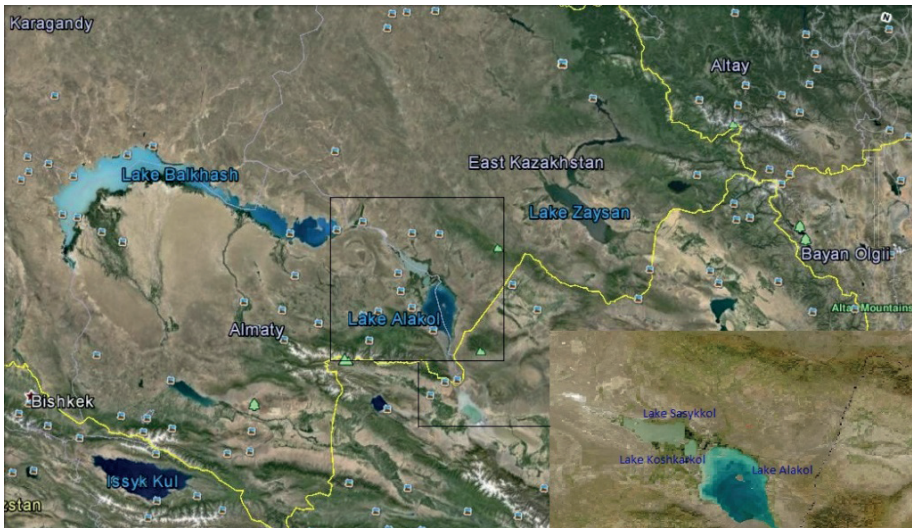 Karagandy
N
Altay
East Kazakhstan
Lake Balkhash
Lake Zaysan
Bayan Olgii
Altai Mountains
Lake Alakol
Almaty
Bishkek
Issyk Kul
zstan
Lake Sasykkol
Lake Koshkarkol
Lake Alakol